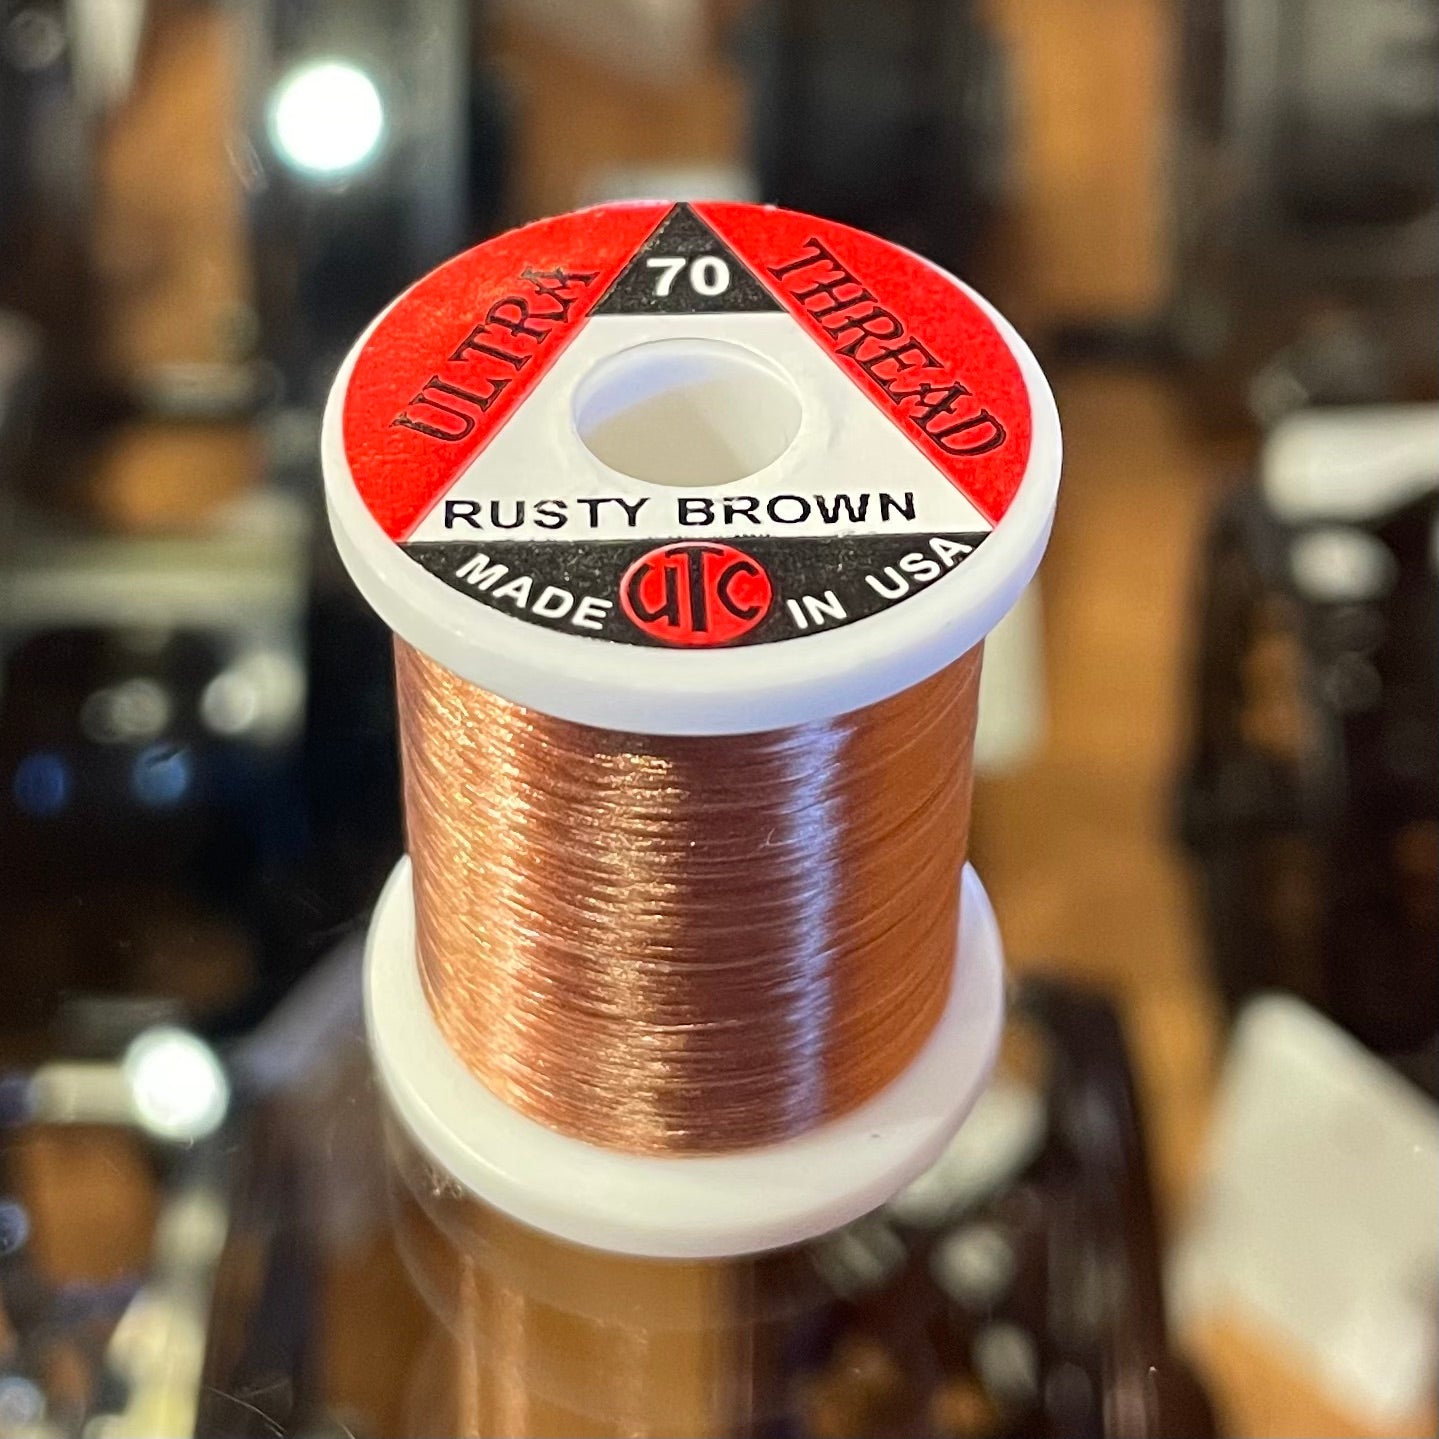 70
ULTRA THREAD
RUSTY BROWN
MADE UTC IN USA